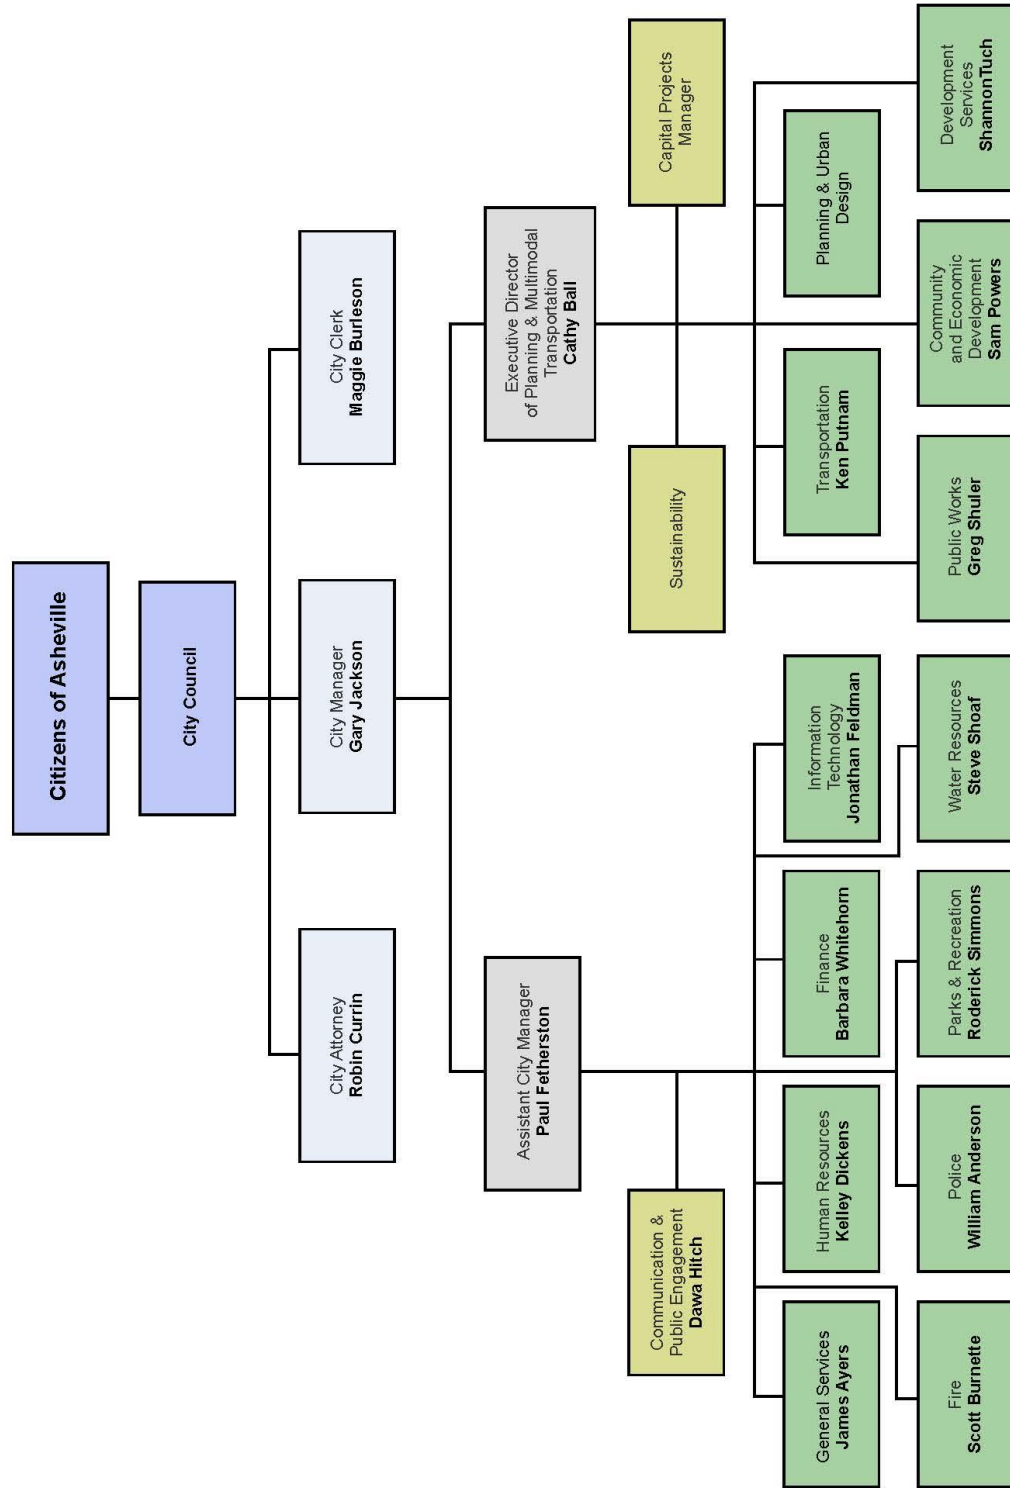 Citizens of Asheville
City Council
City Attorney
Robin Currin
City Manager
Gary Jackson
City Clerk
Maggie Burleson
Assistant City Manager
Paul Fetherston
Executive Director
of Planning & Multimodal
Transportation
Cathy Ball
Communication &
Public Engagement
Dawa Hitch
Sustainability
Capital Projects
Manager
General Services
James Ayers
Human Resources
Kelley Dickens
Finance
Barbara Whitehorn
Information
Technology
Jonathan Feldman
Transportation
Ken Putnam
Planning & Urban
Design
Fire
Scott Burnette
Police
William Anderson
Parks & Recreation
Roderick Simmons
Water Resources
Steve Shoaf
Public Works
Greg Shuler
Community
and Economic
Development
Sam Powers
Development
Services
ShannonTuch